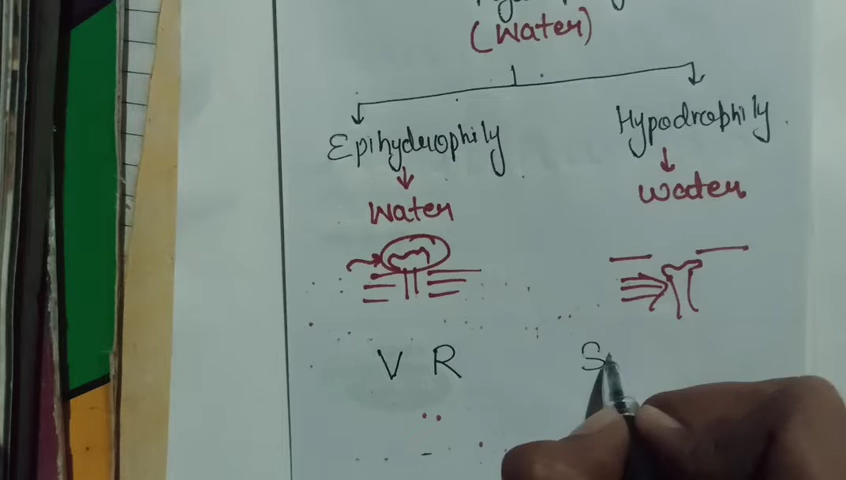 (Water)
Epihydrophily
Hypodrophily
Water
Water
V R
S